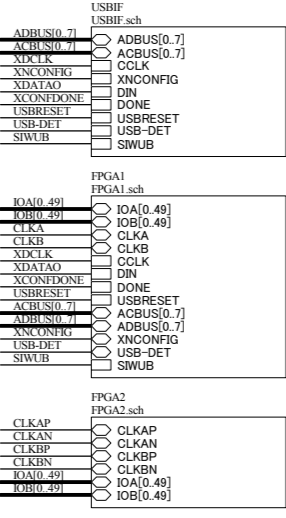 USBIF
USBIF.sch
ADBUS[0..7] ADBUS[0..7]
ACBUS[0..7] ACBUS[0..7]
XDCLK CCLK
XNCONFIG XNCONFIG
XDATAO DIN
XCONFDONE DONE
USBRESET USBRESET
USB-DET USB-DET
SIWUB SIWUB
FPGA1
FPGA1.sch
IOA[0..49] IOA[0..49]
IOB[0..49] IOB[0..49]
CLKA CLKA
CLKB CLKB
XDCLK CCLK
XDATAO DIN
XCONFDONE DONE
USBRESET USBRESET
ACBUS[0..7] ACBUS[0..7]
ADBUS[0..7] ADBUS[0..7]
XNCONFIG XNCONFIG
USB-DET USB-DET
SIWUB SIWUB
FPGA2
FPGA2.sch
CLKAP CLKAP
CLKAN CLKAN
CLKBP CLKBP
CLKBN CLKBN
IOA[0..49] IOA[0..49]
IOB[0..49] IOB[0..49]